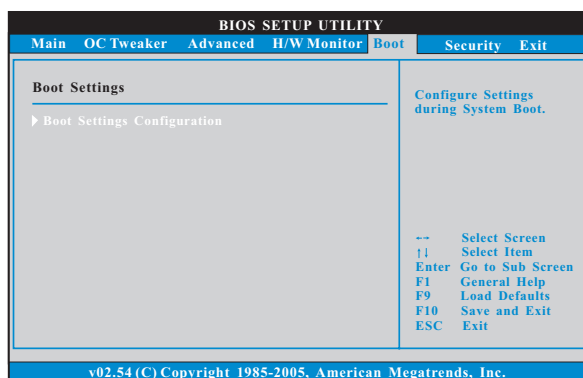 BIOS SETUP UTILITY
Main OC Tweaker Advanced H/W Monitor Boot Security Exit
Boot Settings
Boot Settings Configuration
Configure Settings
during System Boot.
←→ Select Screen
↑↓ Select Item
Enter Go to Sub Screen
F1 General Help
F9 Load Defaults
F10 Save and Exit
ESC Exit
v02.54 (C) Copyright 1985-2005, American Megatrends, Inc.